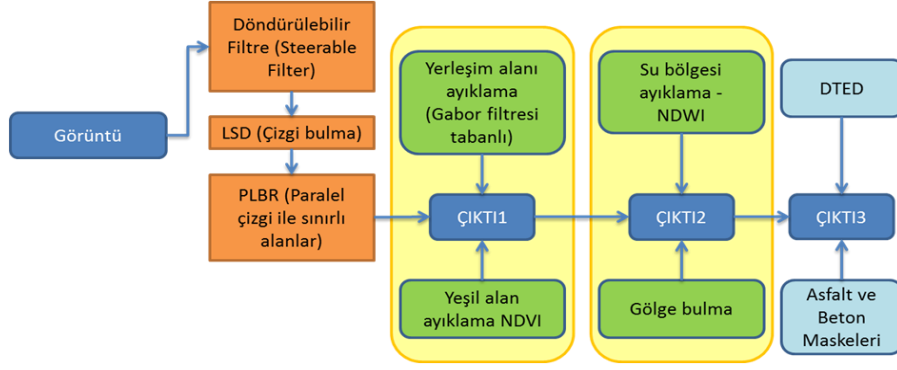 Görüntü
Döndürülebilir
Filtre (Steerable
Filter)
LSD (Çizgi bulma)
PLBR (Paralel
çizgi ile sınırlı
alanlar)
Yerleşim alanı
ayıklama
(Gabor filtresi
tabanlı)
ÇIKTI1
Yeşil alan
ayıklama NDVI
Su bölgesi
ayıklama -
NDWI
ÇIKTI2
Gölge bulma
DTED
ÇIKTI3
Asfalt ve
Beton
Maskeleri